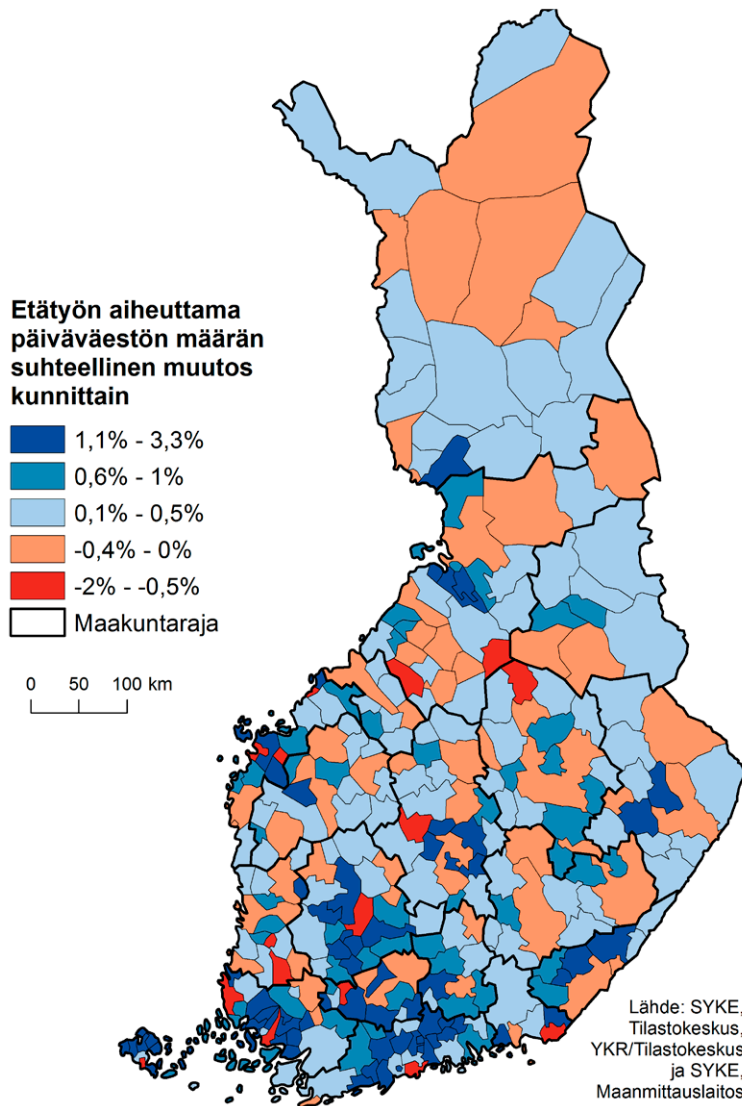 Etätyön aiheuttama
päiväväestön määrän
suhteellinen muutos
kunnittain
1,1% - 3,3%
0,6% - 1%
0,1% - 0,5%
-0,4% - 0%
-2% - -0,5%
Maakuntaraja
0 50 100 km
Lähde: SYKE,
Tilastokeskus,
YKR/Tilastokeskus
ja SYKE,
Maanmittauslaitos